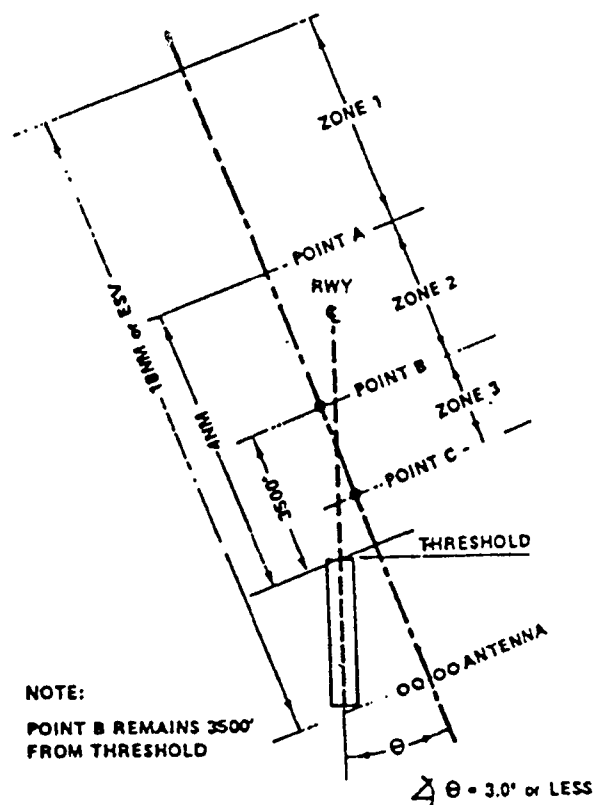 ℄
ZONE 1
POINT A
RWY
℄
ZONE 2
18NM or ESV
4NM
POINT B
ZONE 3
3500'
POINT C
THRESHOLD
ANTENNA
NOTE:
POINT B REMAINS 3500'
FROM THRESHOLD
θ
∠ θ = 3.0° or LESS